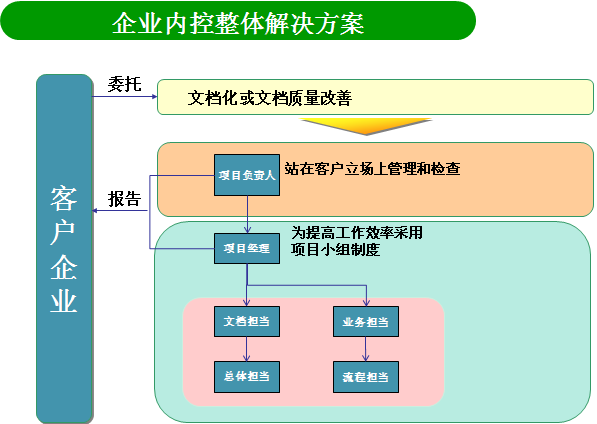 企业内控整体解决方案
委托
文档化或文档质量改善
客户企业
项目负责人
站在客户立场上管理和检查
报告
为提高工作效率采用
项目小组制度
项目经理
文档担当
业务担当
总体担当
流程担当